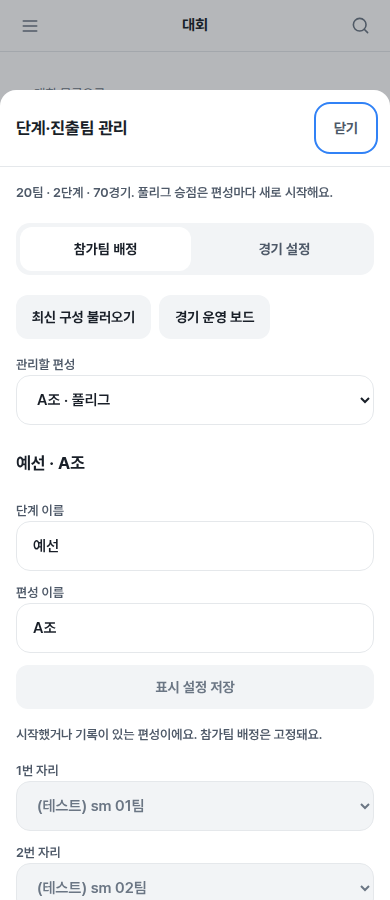 대회
단계·진출팀 관리
닫기
20팀 · 2단계 · 70경기. 풀리그 승점은 편성마다 새로 시작해요.
참가팀 배정
경기 설정
최신 구성 불러오기
경기 운영 보드
관리할 편성
A조 · 풀리그
예선 · A조
단계 이름
예선
편성 이름
A조
표시 설정 저장
시작했거나 기록이 있는 편성이에요. 참가팀 배정은 고정돼요.
1번 자리
(테스트) sm 01팀
2번 자리
(테스트) sm 02팀